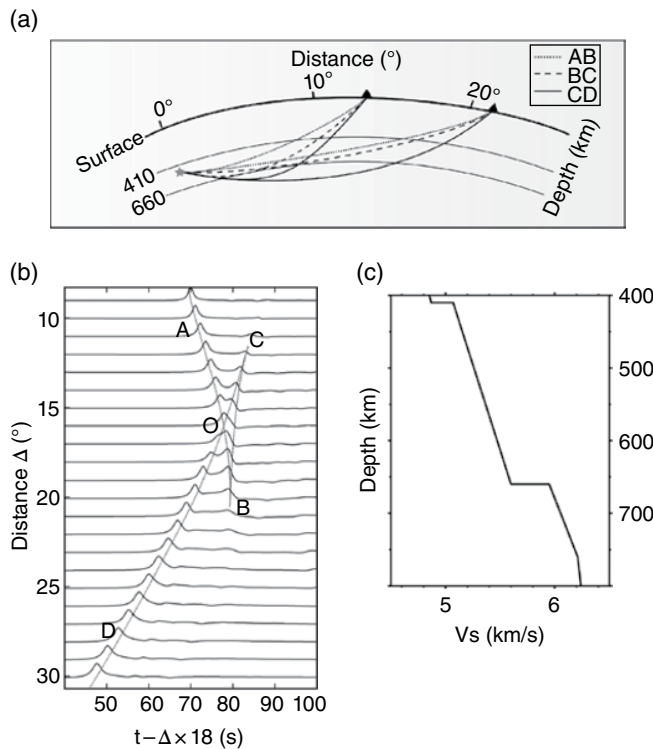 (a)
Distance (°)
0°
10°
20°
AB
BC
CD
Surface
410
660
Depth (km)
(b)
A
C
O
B
D
10
15
20
25
30
Distance Δ (°)
50 60 70 80 90 100
t−Δ×18 (s)
(c)
400
500
600
700
Depth (km)
5 6
Vs (km/s)